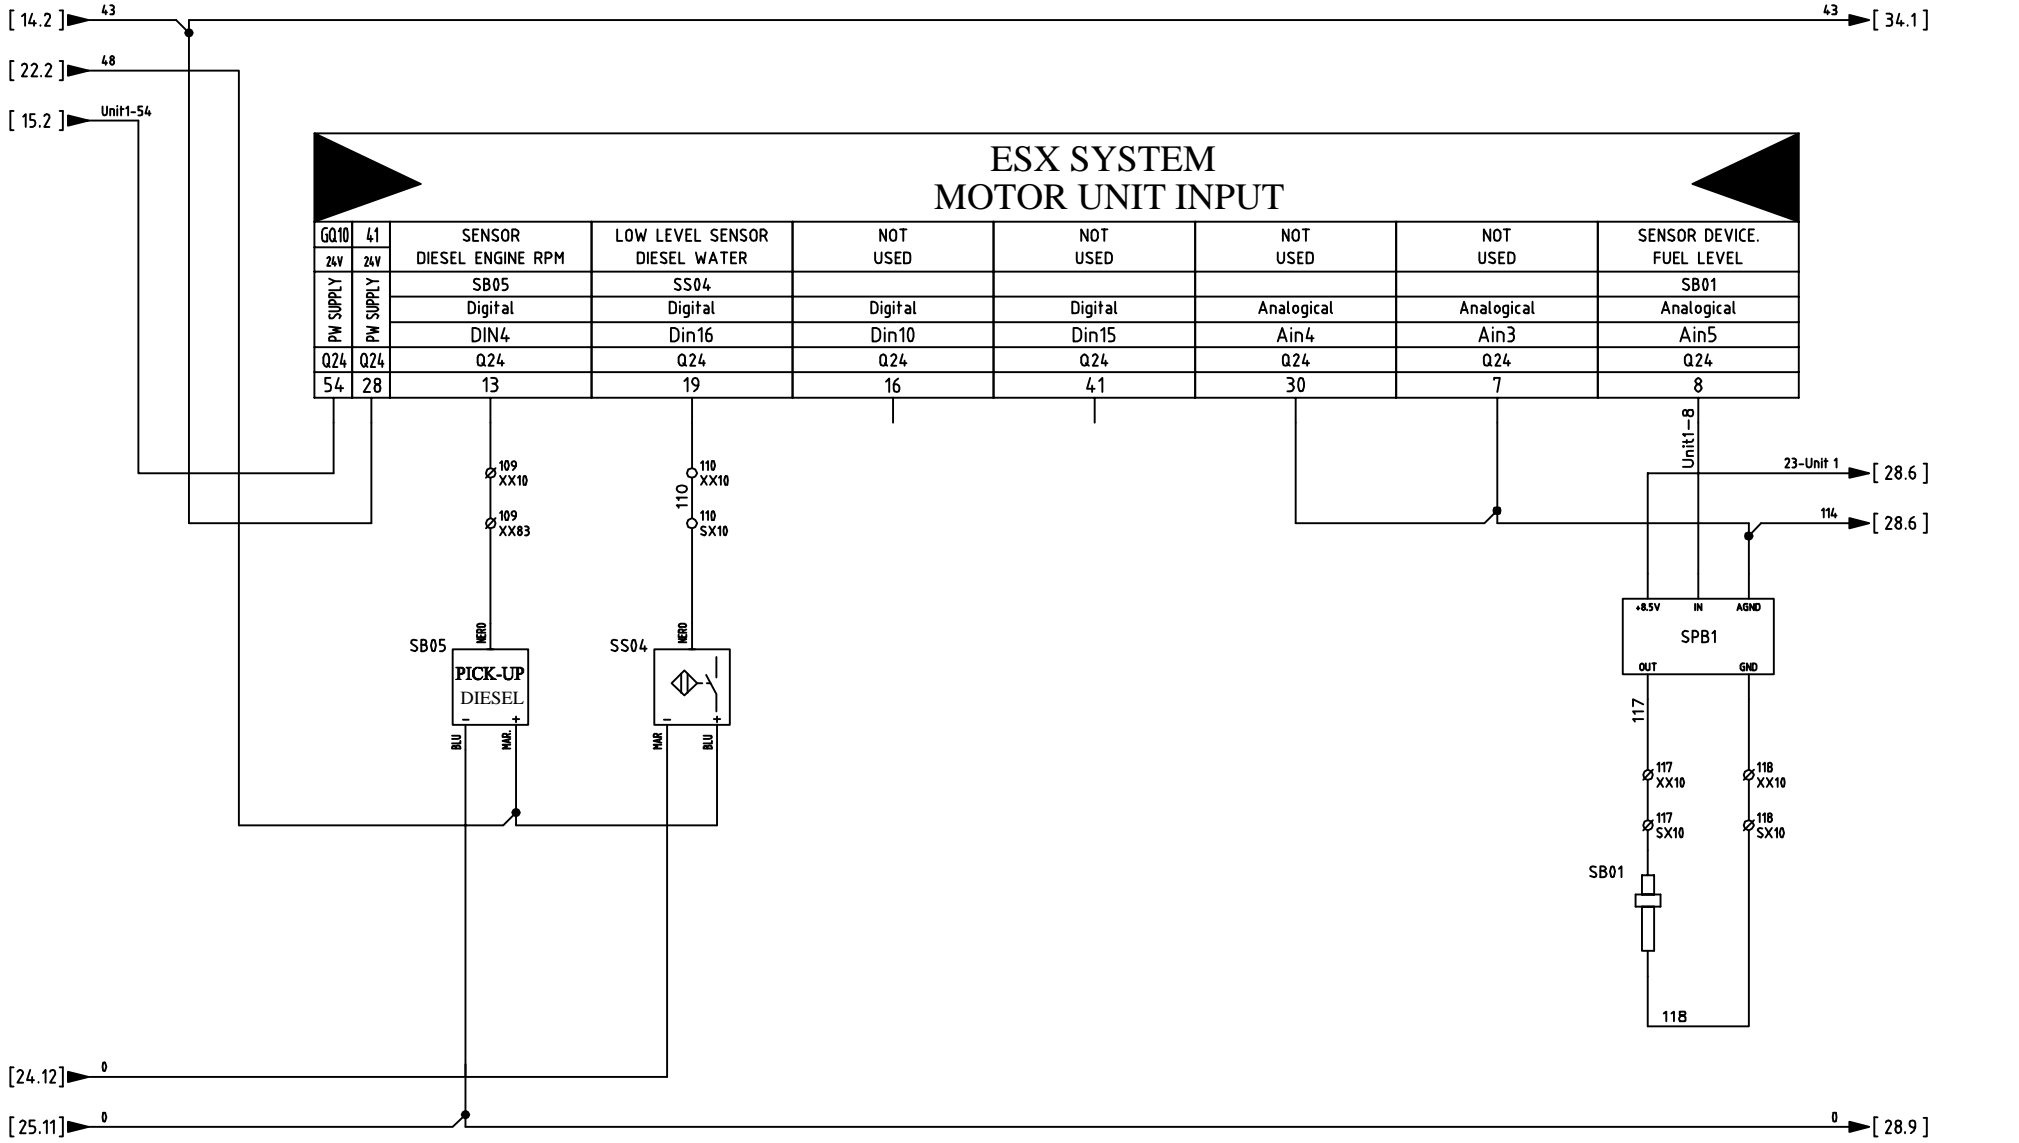 [ 14.2 ] 43 43 [ 34.1 ]
[ 22.2 ] 48
[ 15.2 ] Unit1-54
ESX SYSTEM
MOTOR UNIT INPUT
GQ10 41 SENSOR LOW LEVEL SENSOR NOT NOT NOT NOT SENSOR DEVICE.
24V 24V DIESEL ENGINE RPM DIESEL WATER USED USED USED USED FUEL LEVEL
PW SUPPLY PW SUPPLY SB05 SS04 SB01
Digital Digital Digital Digital Analogical Analogical Analogical
DIN4 Din16 Din10 Din15 Ain4 Ain3 Ain5
Q24 Q24 Q24 Q24 Q24 Q24 Q24 Q24 Q24
54 28 13 19 16 41 30 7 8
Unit1-8
109 110 23-Unit 1 [ 28.6 ]
XX10 XX10
110
109 110 114 [ 28.6 ]
XX83 SX10
+8.5V IN AGND
NERO NERO SPB1
SB05 SS04
PICK-UP OUT GND
DIESEL
- + - +
BLU MAR. MAR BLU 117
117 118
XX10 XX10
117 118
SX10 SX10
SB01
118
[24.12] 0
[ 25.11] 0 0 [ 28.9 ]